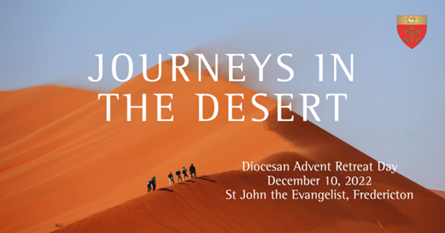 JOURNEYS IN
THE DESERT
Diocesan Advent Retreat Day
December 10, 2022
St John the Evangelist, Fredericton